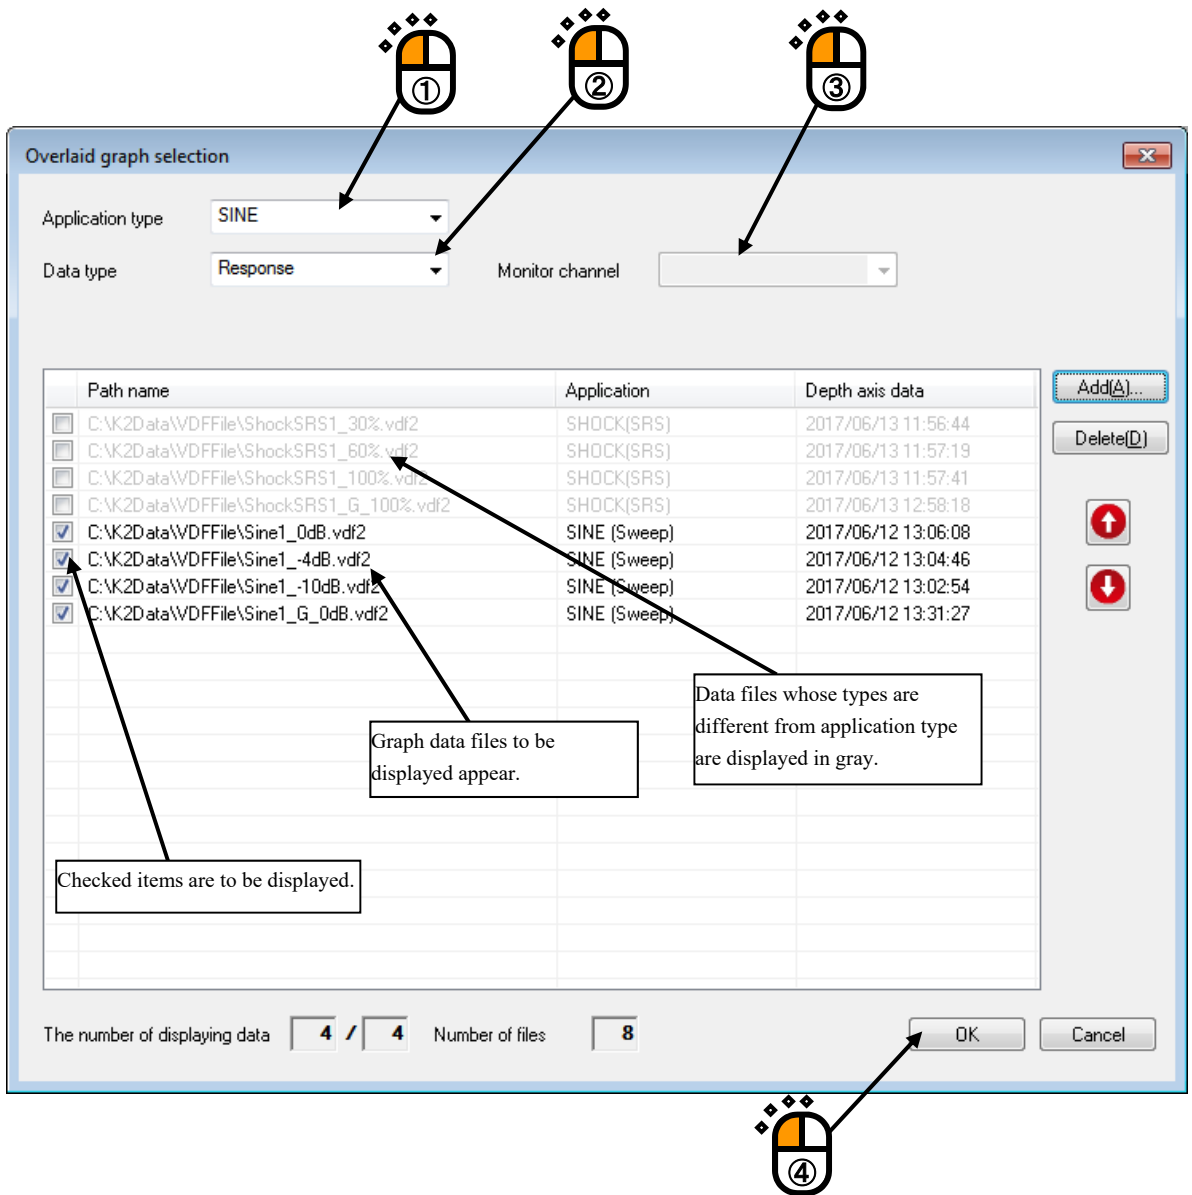 ① ② ③
Overlaid graph selection
Application type SINE
Data type Response Monitor channel
Path name Application Depth axis data
Add(A)...
C:\K2Data\VDFFile\ShockSRS1_30%.vdf2 SHOCK(SRS) 2017/06/13 11:56:44
Delete(D)
C:\K2Data\VDFFile\ShockSRS1_60%.vdf2 SHOCK(SRS) 2017/06/13 11:57:19
C:\K2Data\VDFFile\ShockSRS1_100%.vdf2 SHOCK(SRS) 2017/06/13 11:57:41
C:\K2Data\VDFFile\ShockSRS1_G_100%.vdf2 SHOCK(SRS) 2017/06/13 12:58:18
C:\K2Data\VDFFile\Sine1_0dB.vdf2 SINE (Sweep) 2017/06/12 13:06:08
C:\K2Data\VDFFile\Sine1_-4dB.vdf2 SINE (Sweep) 2017/06/12 13:04:46
C:\K2Data\VDFFile\Sine1_-10dB.vdf2 SINE (Sweep) 2017/06/12 13:02:54
C:\K2Data\VDFFile\Sine1_G_0dB.vdf2 SINE (Sweep) 2017/06/12 13:31:27
Data files whose types are
different from application type
are displayed in gray.
Graph data files to be
displayed appear.
Checked items are to be displayed.
The number of displaying data 4 / 4 Number of files 8 OK Cancel
④